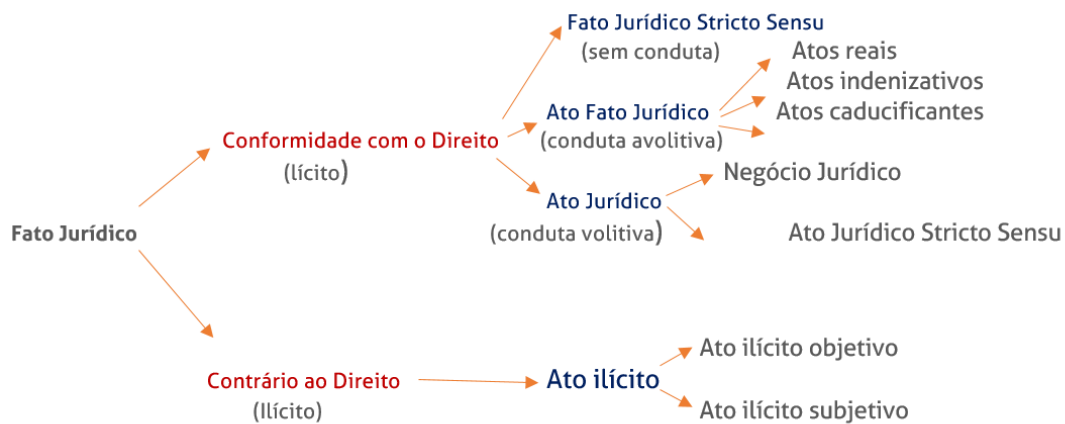 Fato Jurídico Stricto Sensu
(sem conduta)
Atos reais
Atos indenizativos
Atos caducificantes
Ato Fato Jurídico
(conduta avolitiva)
Conformidade com o Direito
(lícito)
Negócio Jurídico
Ato Jurídico
(conduta volitiva)
Ato Jurídico Stricto Sensu
Fato Jurídico
Ato ilícito objetivo
Contrário ao Direito
(Ilícito)
Ato ilícito
Ato ilícito subjetivo